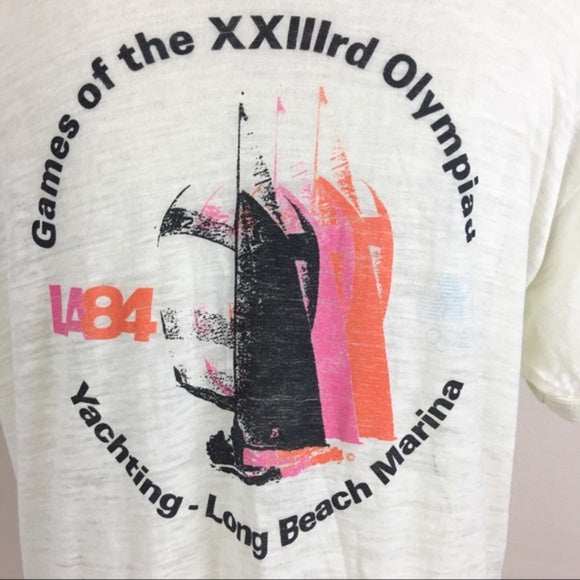 Games of the XXIIIrd Olympiad
LA84
Yachting - Long Beach Marina
©